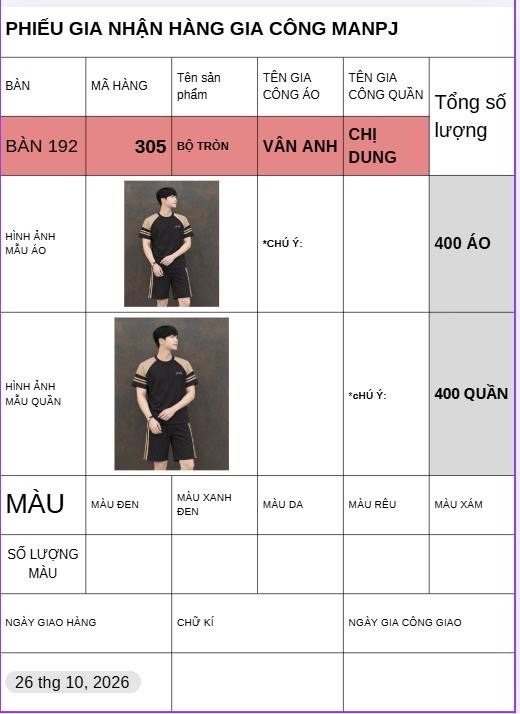 PHIẾU GIA NHẬN HÀNG GIA CÔNG MANPJ
BÀN
MÃ HÀNG
Tên sản
phẩm
TÊN GIA
CÔNG ÁO
TÊN GIA
CÔNG QUẦN
Tổng số
lượng
BÀN 192
305
BỘ TRÒN
VÂN ANH
CHỊ
DUNG
HÌNH ẢNH
MẪU ÁO
*CHÚ Ý:
400 ÁO
HÌNH ẢNH
MẪU QUẦN
*cHÚ Ý:
400 QUẦN
MÀU
MÀU ĐEN
MÀU XANH
ĐEN
MÀU DA
MÀU RÊU
MÀU XÁM
SỐ LƯỢNG
MÀU
NGÀY GIAO HÀNG
CHỮ KÍ
NGÀY GIA CÔNG GIAO
26 thg 10, 2026